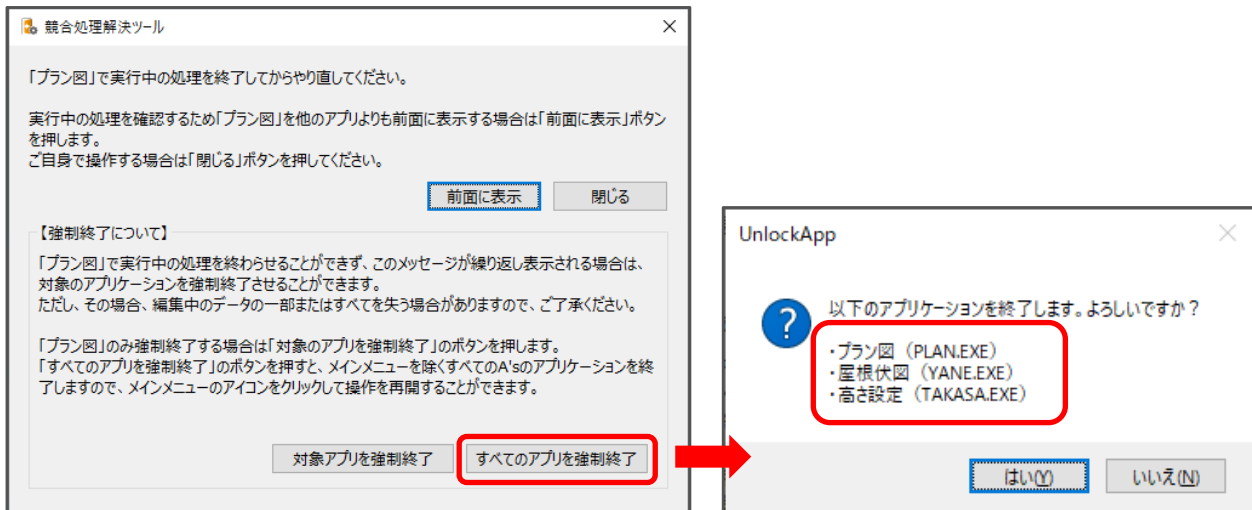 競合処理解決ツール
「プラン図」で実行中の処理を終了してからやり直してください。
実行中の処理を確認するため「プラン図」を他のアプリよりも前面に表示する場合は「前面に表示」ボタン
を押します。
ご自身で操作する場合は「閉じる」ボタンを押してください。
前面に表示
閉じる
【強制終了について】
「プラン図」で実行中の処理を終わらせることができず、このメッセージが繰り返し表示される場合は、
対象のアプリケーションを強制終了させることができます。
ただし、その場合、編集中のデータの一部またはすべてを失う場合がありますので、ご了承ください。
「プラン図」のみ強制終了する場合は「対象のアプリを強制終了」のボタンを押します。
「すべてのアプリを強制終了」のボタンを押すと、メインメニューを除くすべてのA'sのアプリケーションを終
了しますので、メインメニューのアイコンをクリックして操作を再開することができます。
対象アプリを強制終了
すべてのアプリを強制終了
UnlockApp
以下のアプリケーションを終了します。よろしいですか？
・プラン図（PLAN.EXE）
・屋根伏図（YANE.EXE）
・高さ設定（TAKASA.EXE）
はい(Y)
いいえ(N)